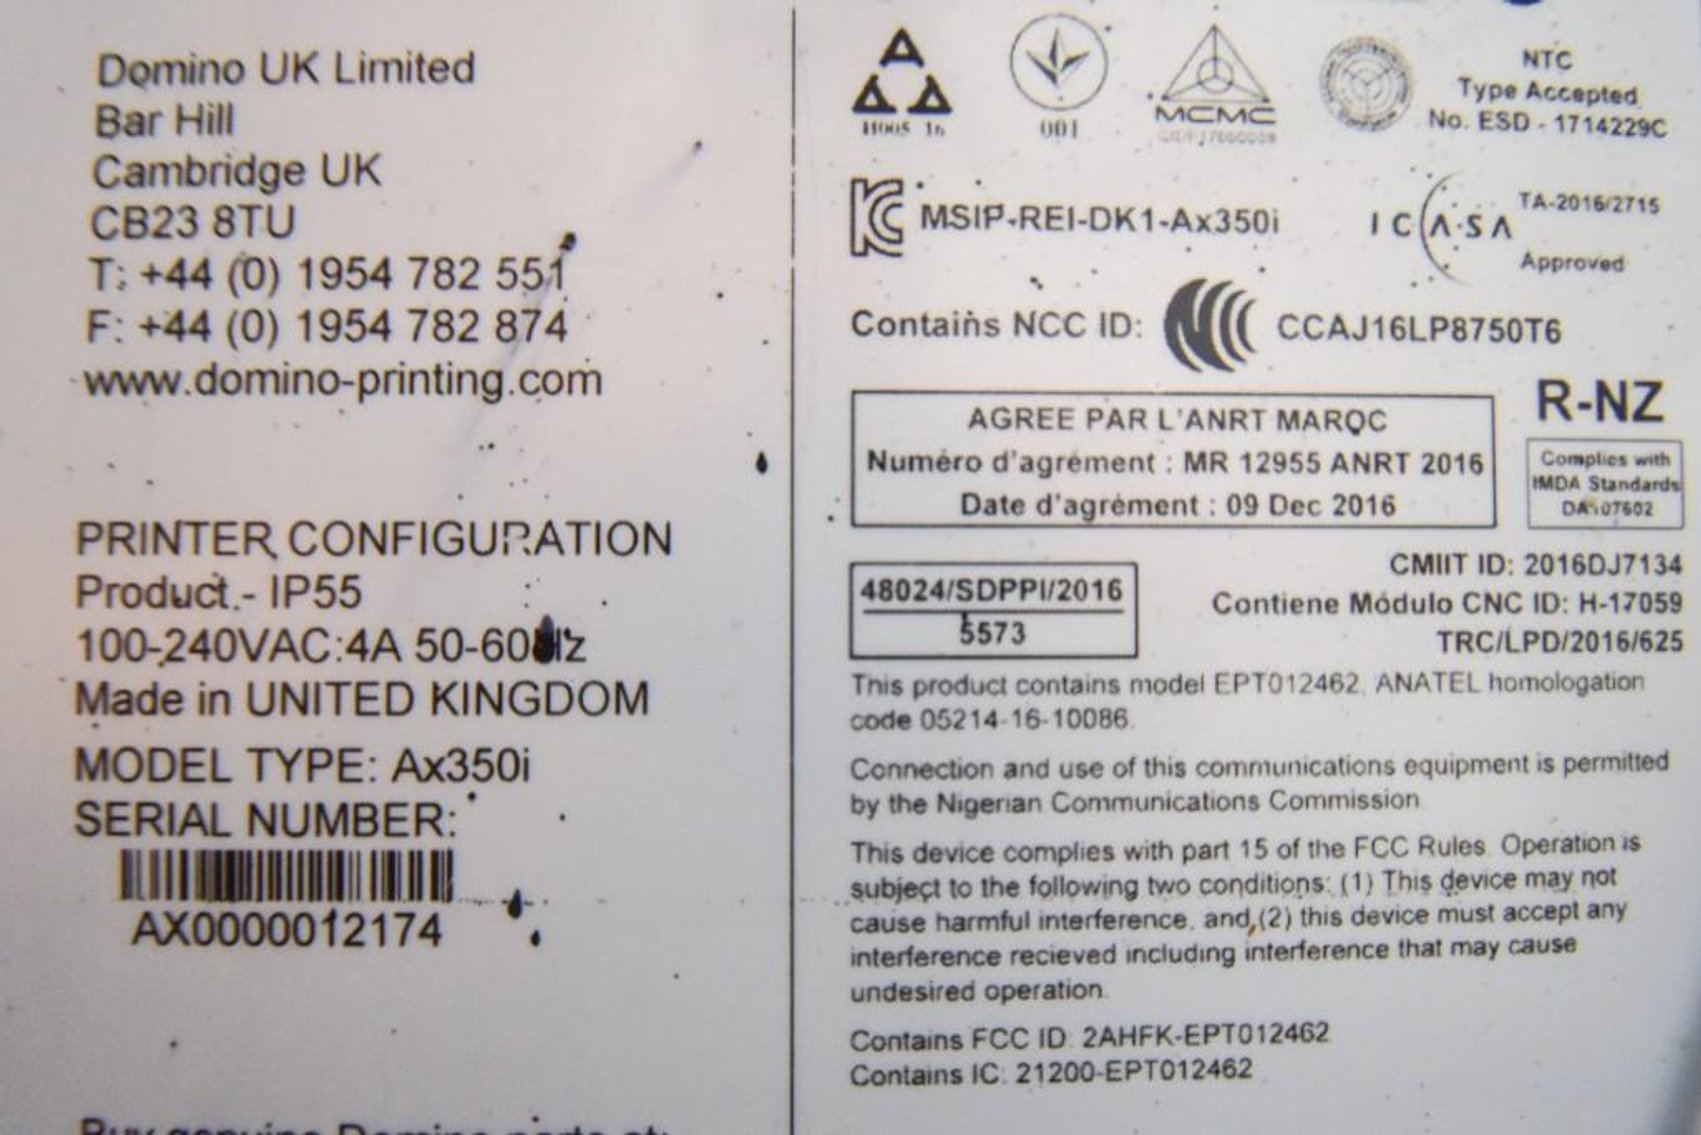 Domino UK Limited
Bar Hill
Cambridge UK
CB23 8TU
T: +44 (0) 1954 782 551
F: +44 (0) 1954 782 874
www.domino-printing.com
PRINTER CONFIGURATION
Product.- IP55
100-240VAC:4A 50-60Hz
Made in UNITED KINGDOM
MODEL TYPE: Ax350i
SERIAL NUMBER:
AX0000012174
Buy genuine Domino parts at:
A
H005 16
001
MCMC
NTC
Type Accepted
No. ESD - 1714229C
KC MSIP-REI-DK1-Ax350i
ICASA
TA-2016/2715
Approved
Contains NCC ID: CCAJ16LP8750T6
AGREE PAR L'ANRT MAROC
Numéro d'agrément : MR 12955 ANRT 2016
Date d'agrément : 09 Dec 2016
R-NZ
Complies with
IMDA Standards
DA107602
48024/SDPPI/2016
5573
CMIIT ID: 2016DJ7134
Contiene Módulo CNC ID: H-17059
TRC/LPD/2016/625
This product contains model EPT012462, ANATEL homologation
code 05214-16-10086.
Connection and use of this communications equipment is permitted
by the Nigerian Communications Commission
This device complies with part 15 of the FCC Rules. Operation is
subject to the following two conditions: (1) This device may not
cause harmful interference, and (2) this device must accept any
interference recieved including interference that may cause
undesired operation.
Contains FCC ID: 2AHFK-EPT012462
Contains IC: 21200-EPT012462